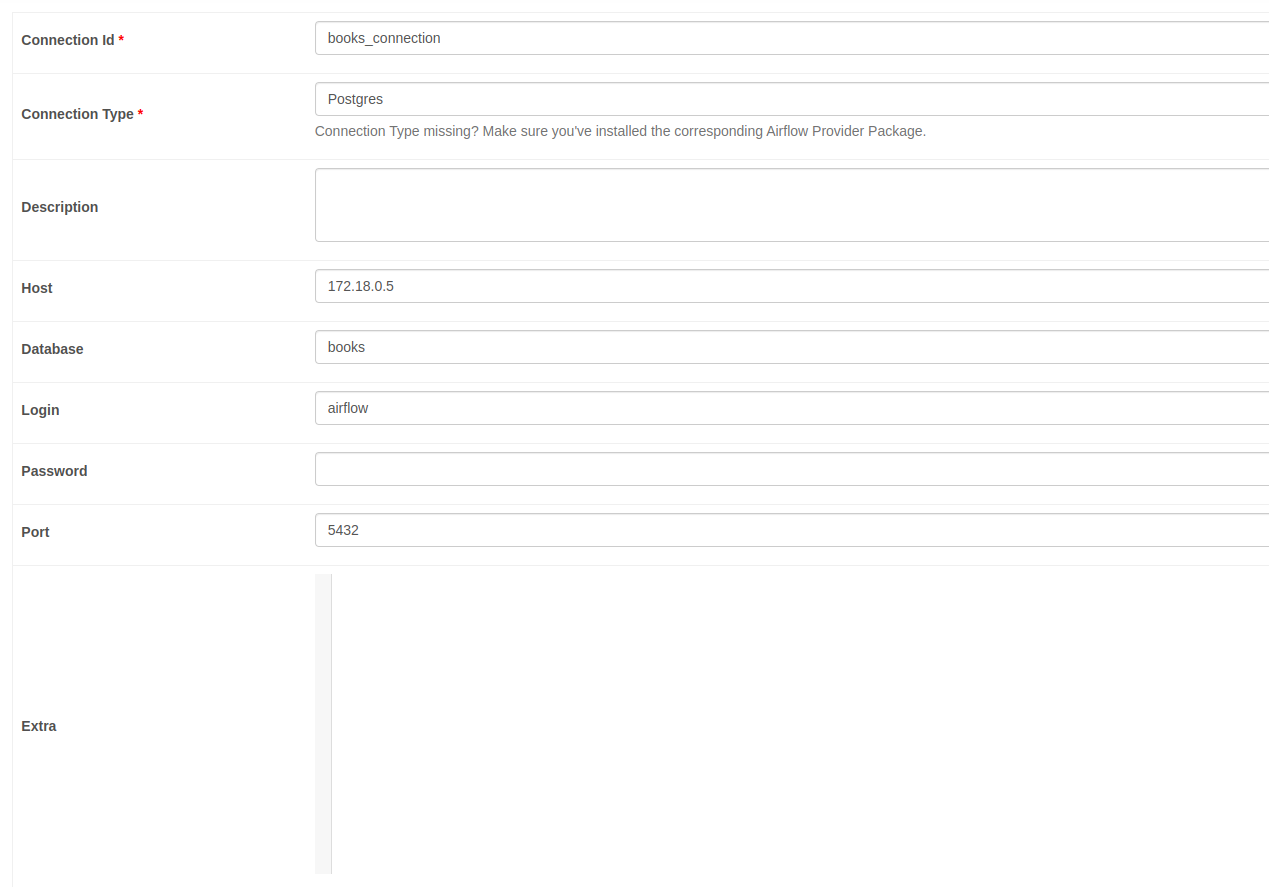 Connection Id *
books_connection
Connection Type *
Postgres
Connection Type missing? Make sure you've installed the corresponding Airflow Provider Package.
Description
Host
172.18.0.5
Database
books
Login
airflow
Password
Port
5432
Extra